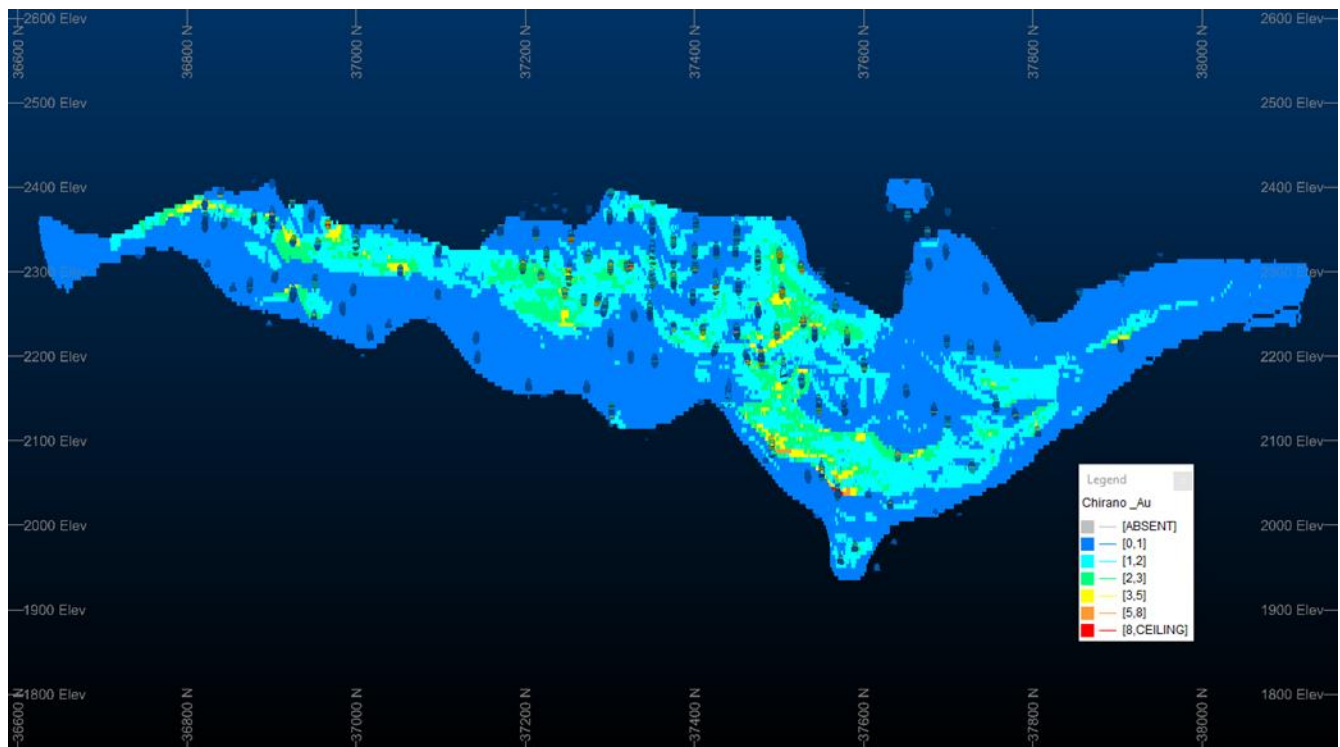 2600 Elev
2600 Elev
36600 N
36800 N
37000 N
37200 N
37400 N
37600 N
37800 N
38000 N
2500 Elev
2500 Elev
2400 Elev
2400 Elev
2300 Elev
2300 Elev
2200 Elev
2200 Elev
2100 Elev
2100 Elev
Legend
Chirano _Au
[ABSENT]
[0,1]
[1,2]
[2,3]
[3,5]
[5,8]
[8,CEILING]
2000 Elev
2000 Elev
1900 Elev
1900 Elev
1800 Elev
1800 Elev
36600 N
36800 N
37000 N
37200 N
37400 N
37600 N
37800 N
38000 N